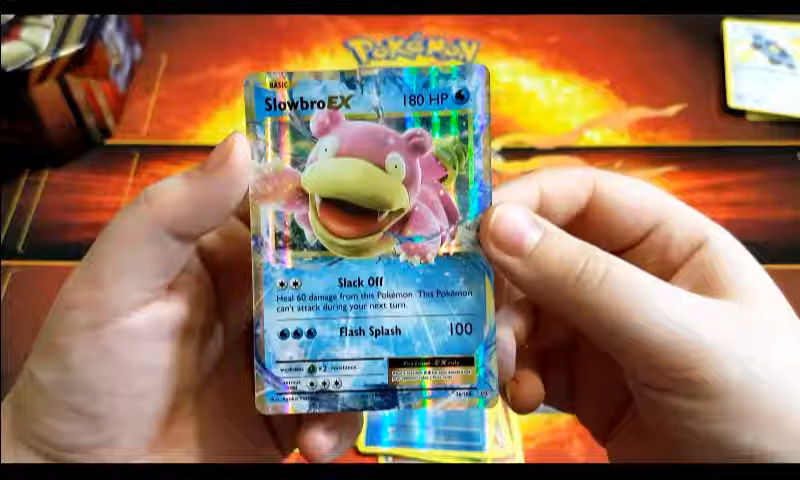 POKéMON
BASIC
SlowbroEX 180 HP
Slack Off
Heal 60 damage from this Pokémon. This Pokémon
can't attack during your next turn.
Flash Splash 100
weakness ×2 resistance
Pokémon-EX rule